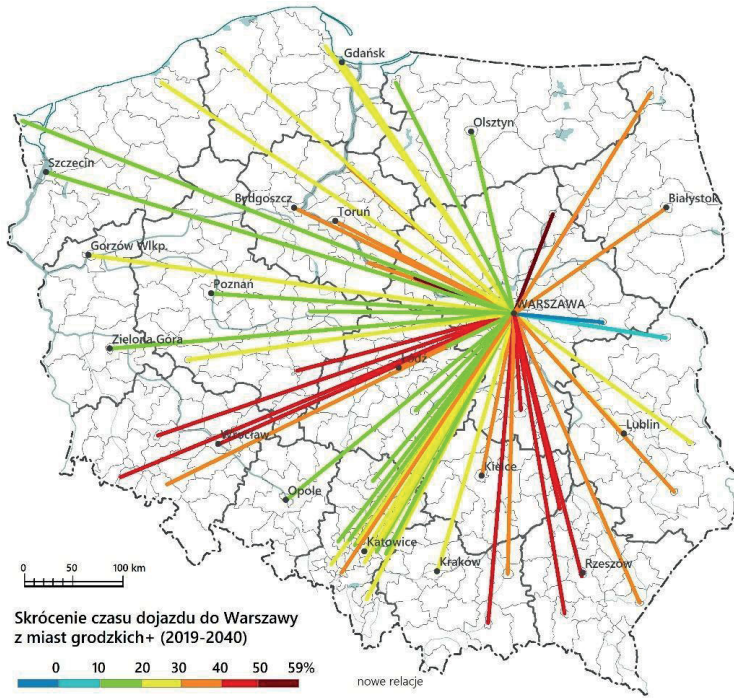 Gdańsk
Olsztyn
Szczecin
Bydgoszcz
Toruń
Białystok
Gorzów Wlkp.
Poznań
WARSZAWA
Zielona Góra
Łódź
Wrocław
Lublin
Kielce
Opole
Katowice
Kraków
Rzeszów
0 50 100 km
Skrócenie czasu dojazdu do Warszawy
z miast grodzkich+ (2019-2040)
0 10 20 30 40 50 59%
nowe relacje